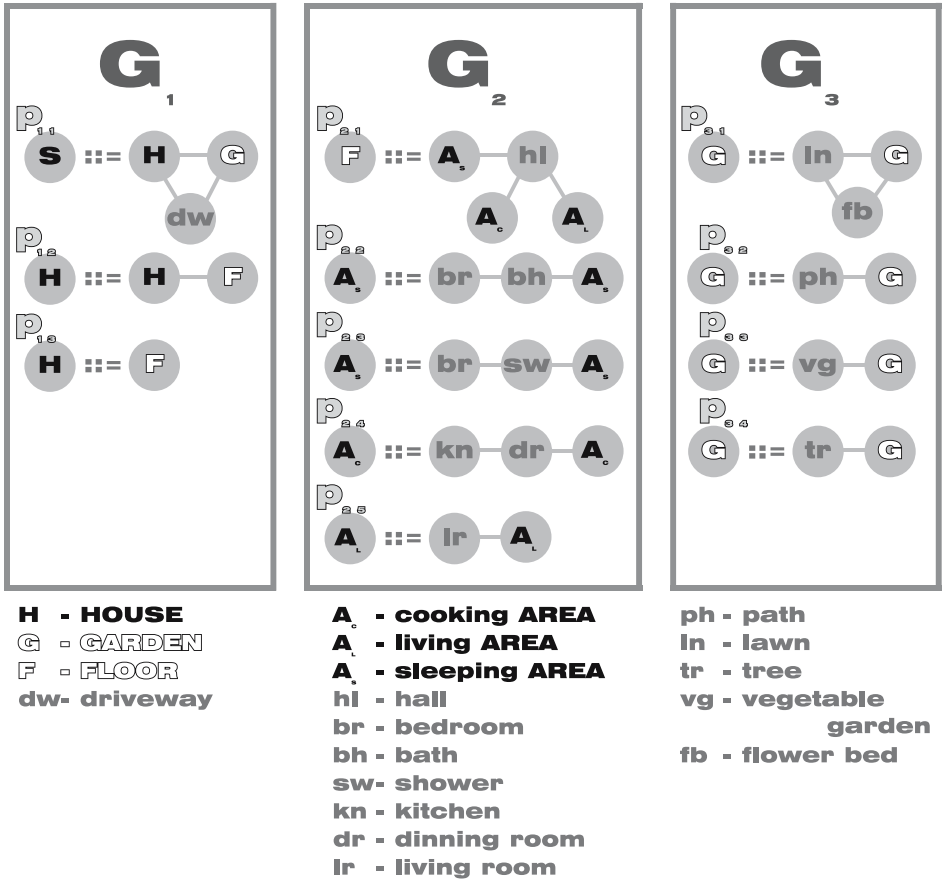 G1
p11
S ::= H G
dw
p12
H ::= H F
p13
H ::= F
H - HOUSE
G - GARDEN
F - FLOOR
dw- driveway
G2
p21
F ::= As hl
Ac AL
p22
As ::= br bh As
p23
As ::= br sw As
p24
Ac ::= kn dr Ac
p25
AL ::= lr AL
Ac - cooking AREA
AL - living AREA
As - sleeping AREA
hl - hall
br - bedroom
bh - bath
sw- shower
kn - kitchen
dr - dinning room
lr - living room
G3
p31
G ::= ln G
fb
p32
G ::= ph G
p33
G ::= vg G
p34
G ::= tr G
ph - path
ln - lawn
tr - tree
vg - vegetable
garden
fb - flower bed